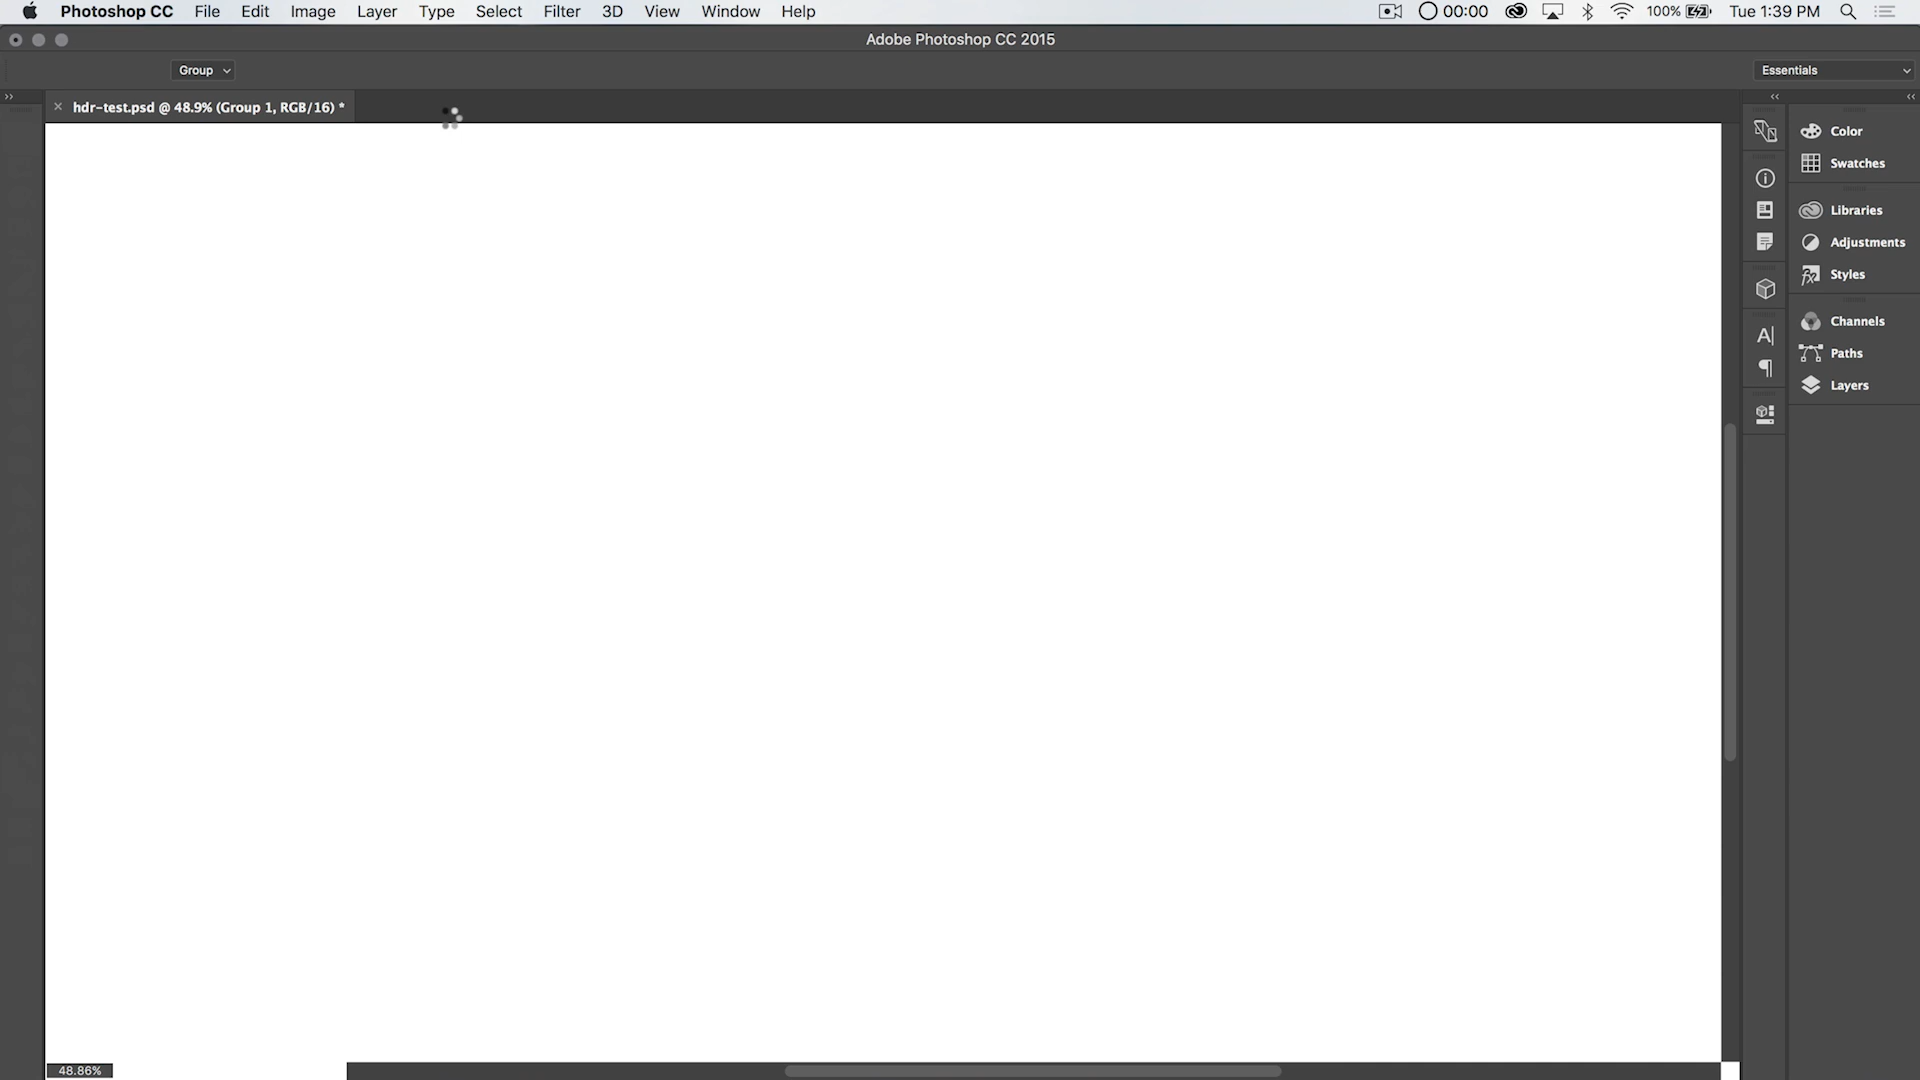 Photoshop CC File Edit Image Layer Type Select Filter 3D View Window Help 00:00 100% Tue 1:39 PM
Adobe Photoshop CC 2015
Group Essentials
hdr-test.psd @ 48.9% (Group 1, RGB/16) *
Color
Swatches
Libraries
Adjustments
Styles
Channels
Paths
Layers
48.86%